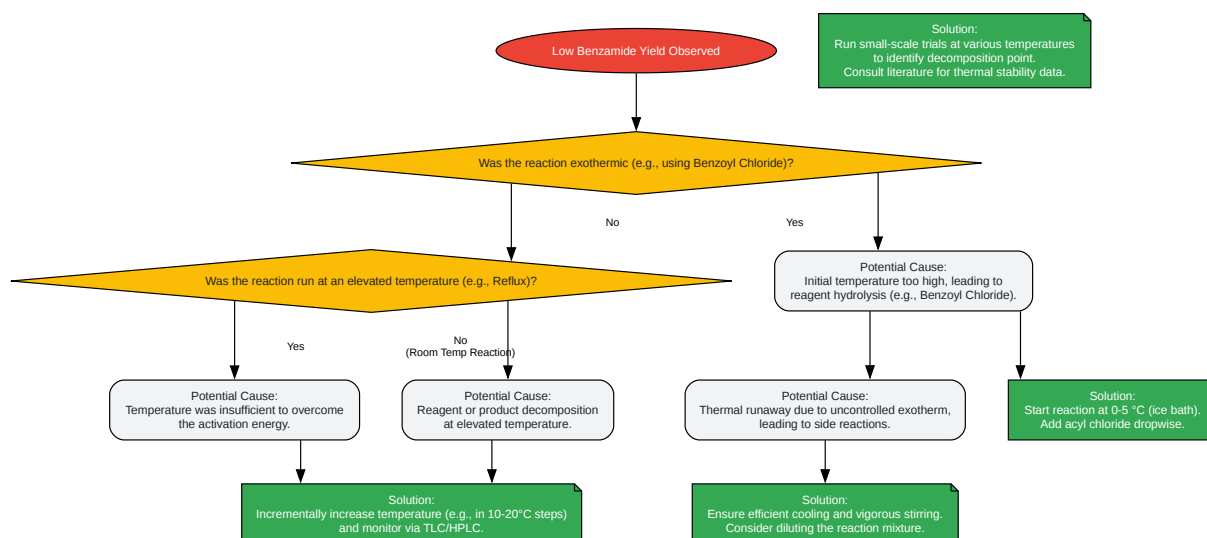 Low Benzamide Yield Observed
Solution:
Run small-scale trials at various temperatures
to identify decomposition point.
Consult literature for thermal stability data.
Was the reaction exothermic (e.g., using Benzoyl Chloride)?
No
Yes
Was the reaction run at an elevated temperature (e.g., Reflux)?
Potential Cause:
Initial temperature too high, leading to
reagent hydrolysis (e.g., Benzoyl Chloride).
Yes
No
(Room Temp Reaction)
Potential Cause:
Temperature was insufficient to overcome
the activation energy.
Potential Cause:
Reagent or product decomposition
at elevated temperature.
Potential Cause:
Thermal runaway due to uncontrolled exotherm,
leading to side reactions.
Solution:
Start reaction at 0-5 °C (ice bath).
Add acyl chloride dropwise.
Solution:
Incrementally increase temperature (e.g., in 10-20°C steps)
and monitor via TLC/HPLC.
Solution:
Ensure efficient cooling and vigorous stirring.
Consider diluting the reaction mixture.